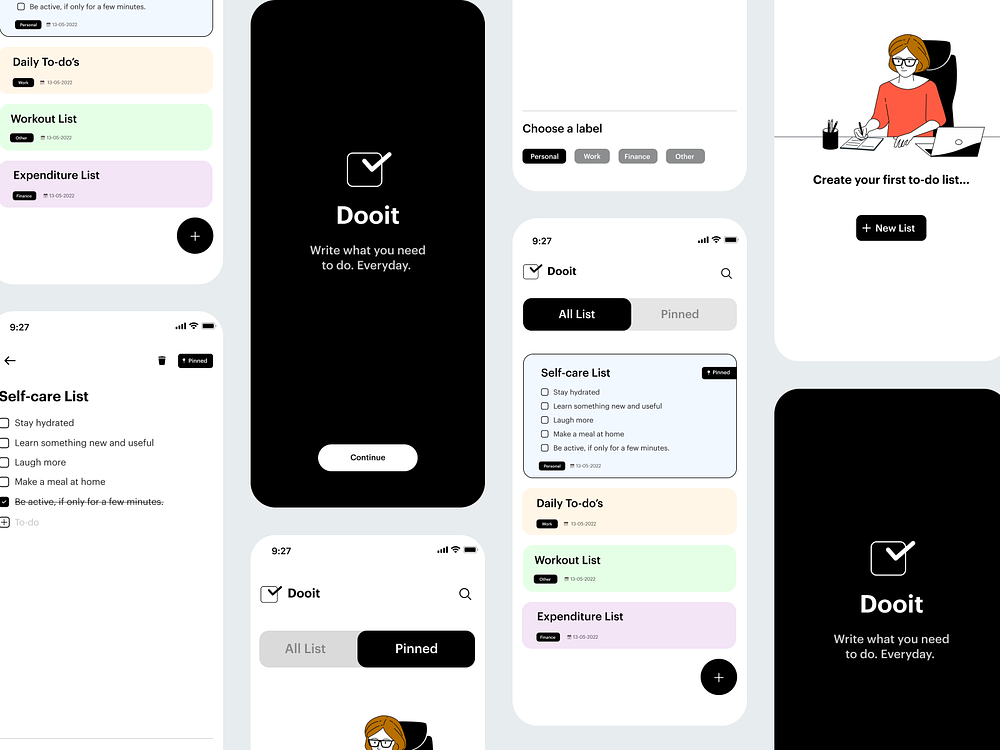 Be active, if only for a few minutes.
Personal 13-05-2022
Daily To-do's
Work 13-05-2022
Workout List
Other 13-05-2022
Expenditure List
Finance 13-05-2022
+
9:27
Pinned
Self-care List
Stay hydrated
Learn something new and useful
Laugh more
Make a meal at home
Be active, if only for a few minutes.
To-do
Dooit
Write what you need
to do. Everyday.
Continue
9:27
Dooit
All List Pinned
Choose a label
Personal Work Finance Other
9:27
Dooit
All List Pinned
Self-care List Pinned
Stay hydrated
Learn something new and useful
Laugh more
Make a meal at home
Be active, if only for a few minutes.
Personal 13-05-2022
Daily To-do's
Work 13-05-2022
Workout List
Other 13-05-2022
Expenditure List
Finance 13-05-2022
+
Create your first to-do list...
+ New List
Dooit
Write what you need
to do. Everyday.